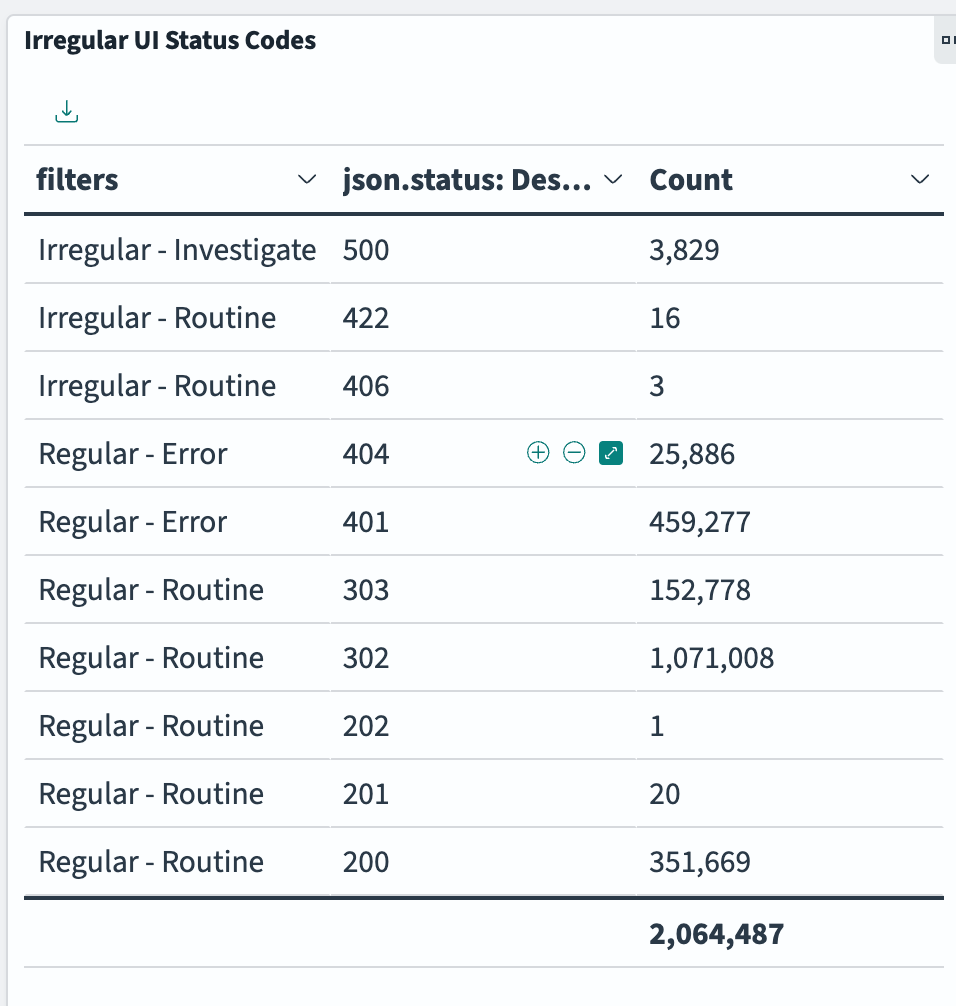 Irregular UI Status Codes
filters json.status: Des... Count
Irregular - Investigate 500 3,829
Irregular - Routine 422 16
Irregular - Routine 406 3
Regular - Error 404 25,886
Regular - Error 401 459,277
Regular - Routine 303 152,778
Regular - Routine 302 1,071,008
Regular - Routine 202 1
Regular - Routine 201 20
Regular - Routine 200 351,669
2,064,487